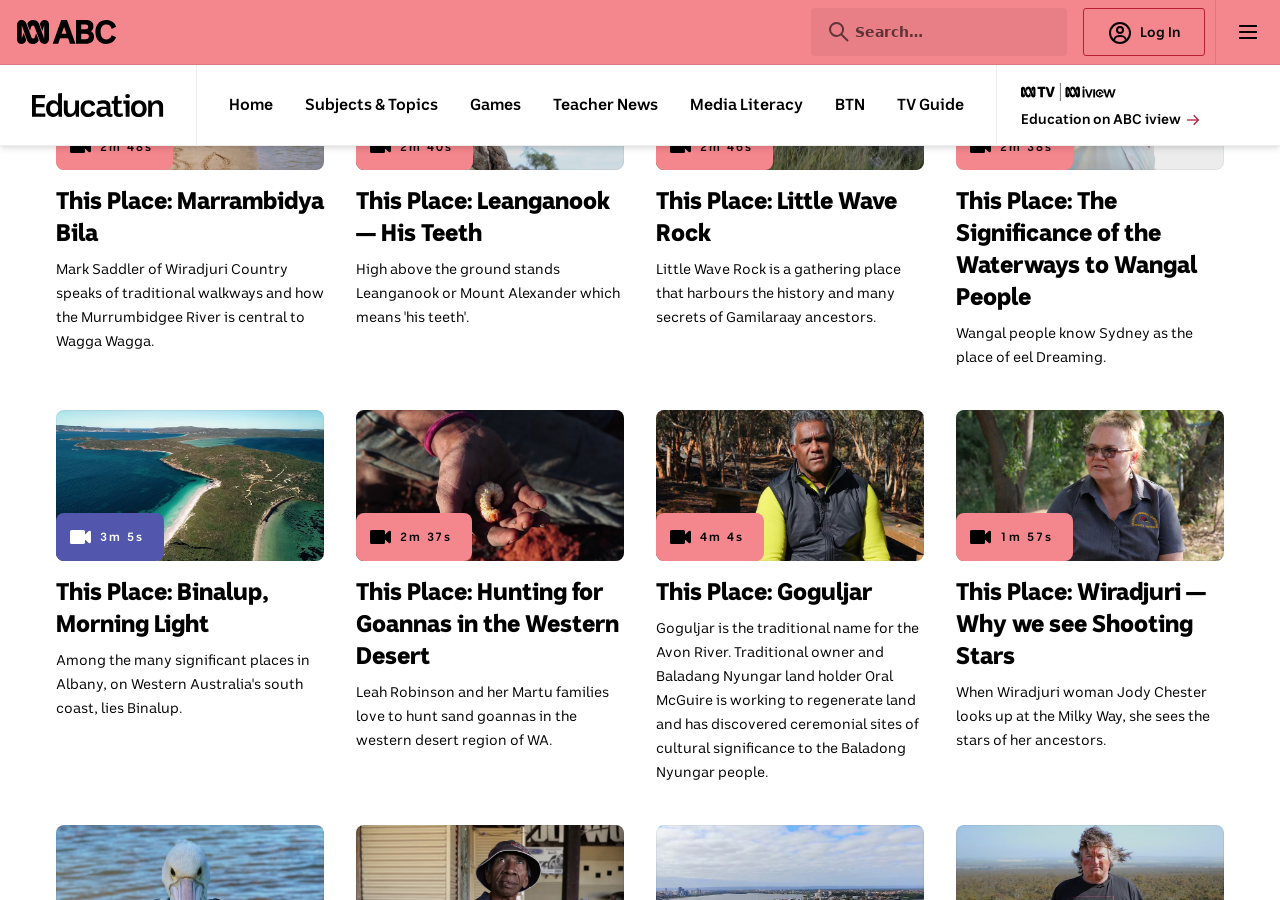 ABC
Search...
Log In
Education
Home
Subjects & Topics
Games
Teacher News
Media Literacy
BTN
TV Guide
TV
iview
Education on ABC iview
2m 48s
2m 40s
2m 46s
2m 38s
This Place: Marrambidya
Bila
Mark Saddler of Wiradjuri Country
speaks of traditional walkways and how
the Murrumbidgee River is central to
Wagga Wagga.
This Place: Leanganook
— His Teeth
High above the ground stands
Leanganook or Mount Alexander which
means 'his teeth'.
This Place: Little Wave
Rock
Little Wave Rock is a gathering place
that harbours the history and many
secrets of Gamilaraay ancestors.
This Place: The
Significance of the
Waterways to Wangal
People
Wangal people know Sydney as the
place of eel Dreaming.
3m 5s
This Place: Binalup,
Morning Light
Among the many significant places in
Albany, on Western Australia's south
coast, lies Binalup.
2m 37s
This Place: Hunting for
Goannas in the Western
Desert
Leah Robinson and her Martu families
love to hunt sand goannas in the
western desert region of WA.
4m 4s
This Place: Goguljar
Goguljar is the traditional name for the
Avon River. Traditional owner and
Baladang Nyungar land holder Oral
McGuire is working to regenerate land
and has discovered ceremonial sites of
cultural significance to the Baladong
Nyungar people.
1m 57s
This Place: Wiradjuri —
Why we see Shooting
Stars
When Wiradjuri woman Jody Chester
looks up at the Milky Way, she sees the
stars of her ancestors.